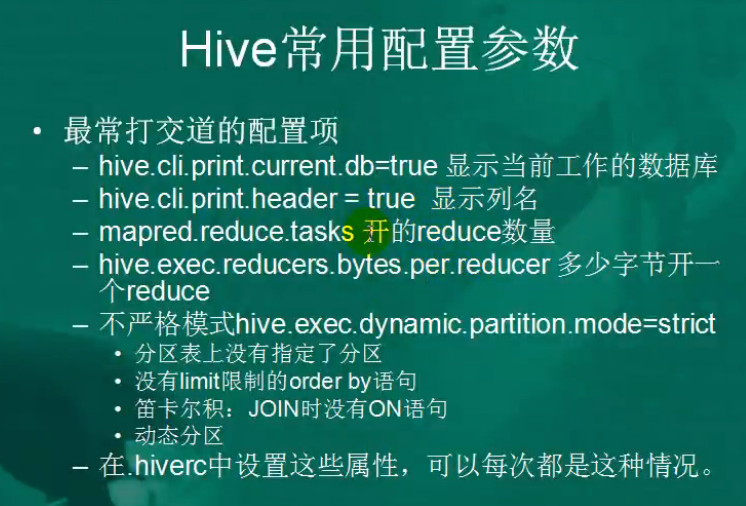 Hive常用配置参数
• 最常打交道的配置项
– hive.cli.print.current.db=true 显示当前工作的数据库
– hive.cli.print.header = true 显示列名
– mapred.reduce.tasks 开的reduce数量
– hive.exec.reducers.bytes.per.reducer 多少字节开一
个reduce
– 不严格模式hive.exec.dynamic.partition.mode=strict
• 分区表上没有指定了分区
• 没有limit限制的order by语句
• 笛卡尔积：JOIN时没有ON语句
• 动态分区
– 在.hiverc中设置这些属性，可以每次都是这种情况。